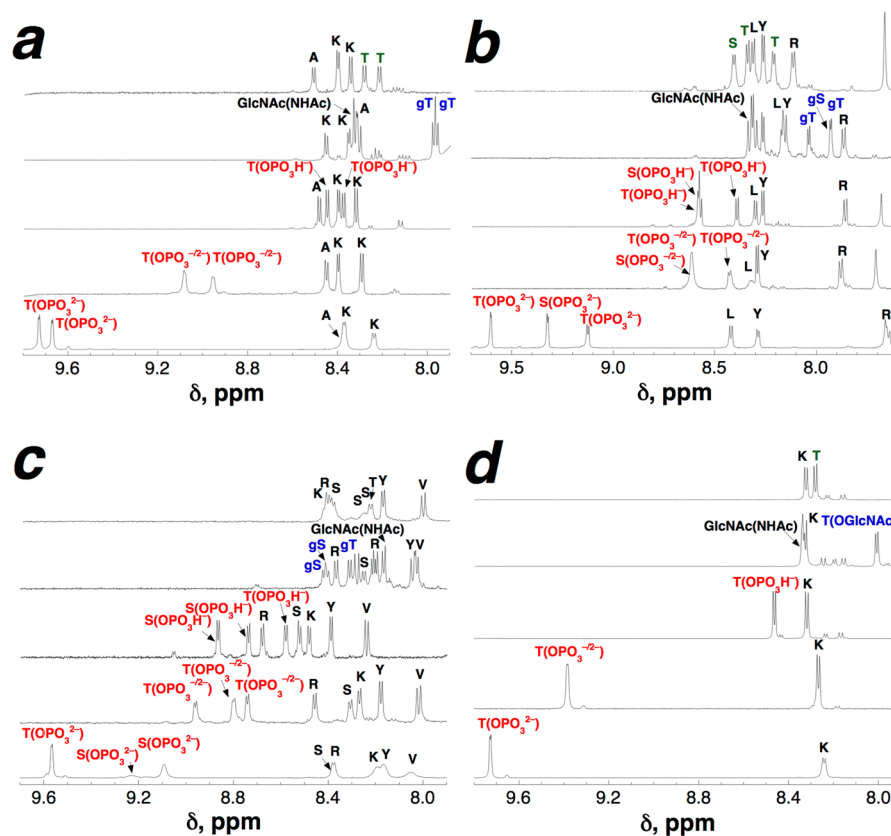 a
A K K T T
GlcNAc(NHAc)
K K A gT gT
T(OPO₃H⁻) T(OPO₃H⁻)
A K K
T(OPO₃⁻/²⁻) T(OPO₃⁻/²⁻)
A K K
T(OPO₃²⁻)
T(OPO₃²⁻)
A K K
9.6 9.2 8.8 8.4 8.0
δ, ppm
b
S T L Y T R
GlcNAc(NHAc)
L Y gT gS gT R
S(OPO₃H⁻) T(OPO₃H⁻)
T(OPO₃H⁻)
L Y R
T(OPO₃⁻/²⁻) T(OPO₃⁻/²⁻)
S(OPO₃⁻/²⁻)
L Y R
T(OPO₃²⁻) S(OPO₃²⁻)
T(OPO₃²⁻)
L Y R
9.5 9.0 8.5 8.0
δ, ppm
c
K R S S S T Y V
GlcNAc(NHAc)
gS gS R gT S R Y V
S(OPO₃H⁻) S(OPO₃H⁻) T(OPO₃H⁻)
R S K Y V
T(OPO₃⁻/²⁻)
T(OPO₃⁻/²⁻) T(OPO₃⁻/²⁻)
R S K Y V
T(OPO₃²⁻)
S(OPO₃²⁻) S(OPO₃²⁻)
S R K Y V
9.6 9.2 8.8 8.4 8.0
δ, ppm
d
K T
GlcNAc(NHAc) K T(OGlcNAc
T(OPO₃H⁻) K
T(OPO₃⁻/²⁻) K
T(OPO₃²⁻)
K
9.6 9.2 8.8 8.4 8.0
δ, ppm